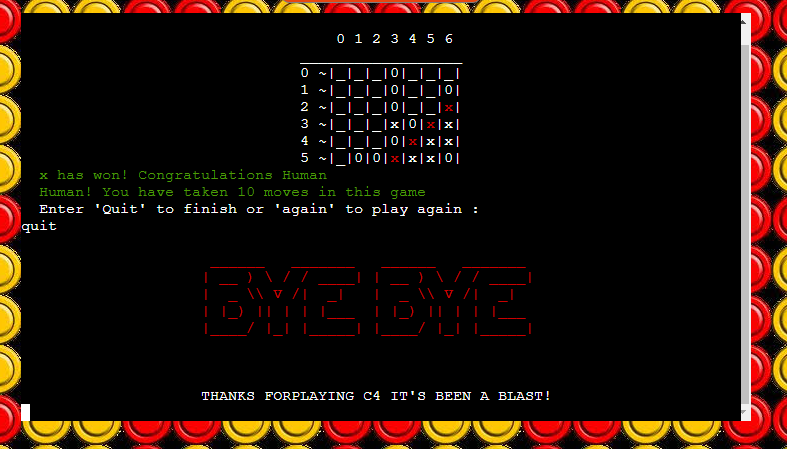 0 1 2 3 4 5 6
0 ~|_|_|_|0|_|_|_|
1 ~|_|_|_|0|_|_|0|
2 ~|_|_|_|0|_|_|x|
3 ~|_|_|_|x|0|x|x|
4 ~|_|_|_|0|x|x|x|
5 ~|_|0|0|x|x|x|0|
x has won! Congratulations Human
Human! You have taken 10 moves in this game
Enter 'Quit' to finish or 'again' to play again :
quit
BYE BYE
THANKS FORPLAYING C4 IT'S BEEN A BLAST!